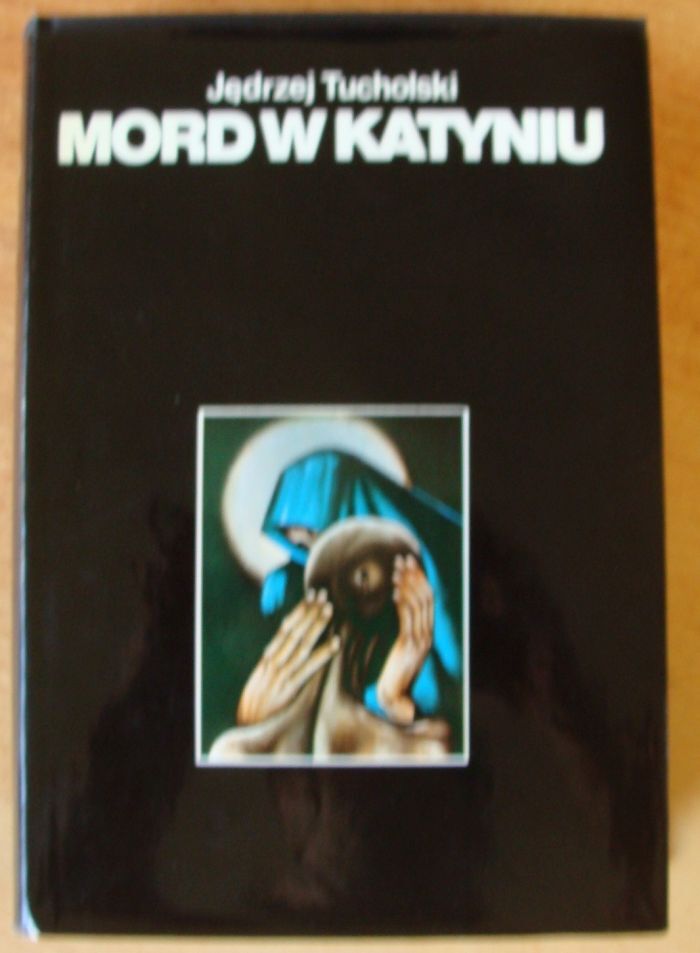 Jędrzej Tucholski
MORD W KATYNIU